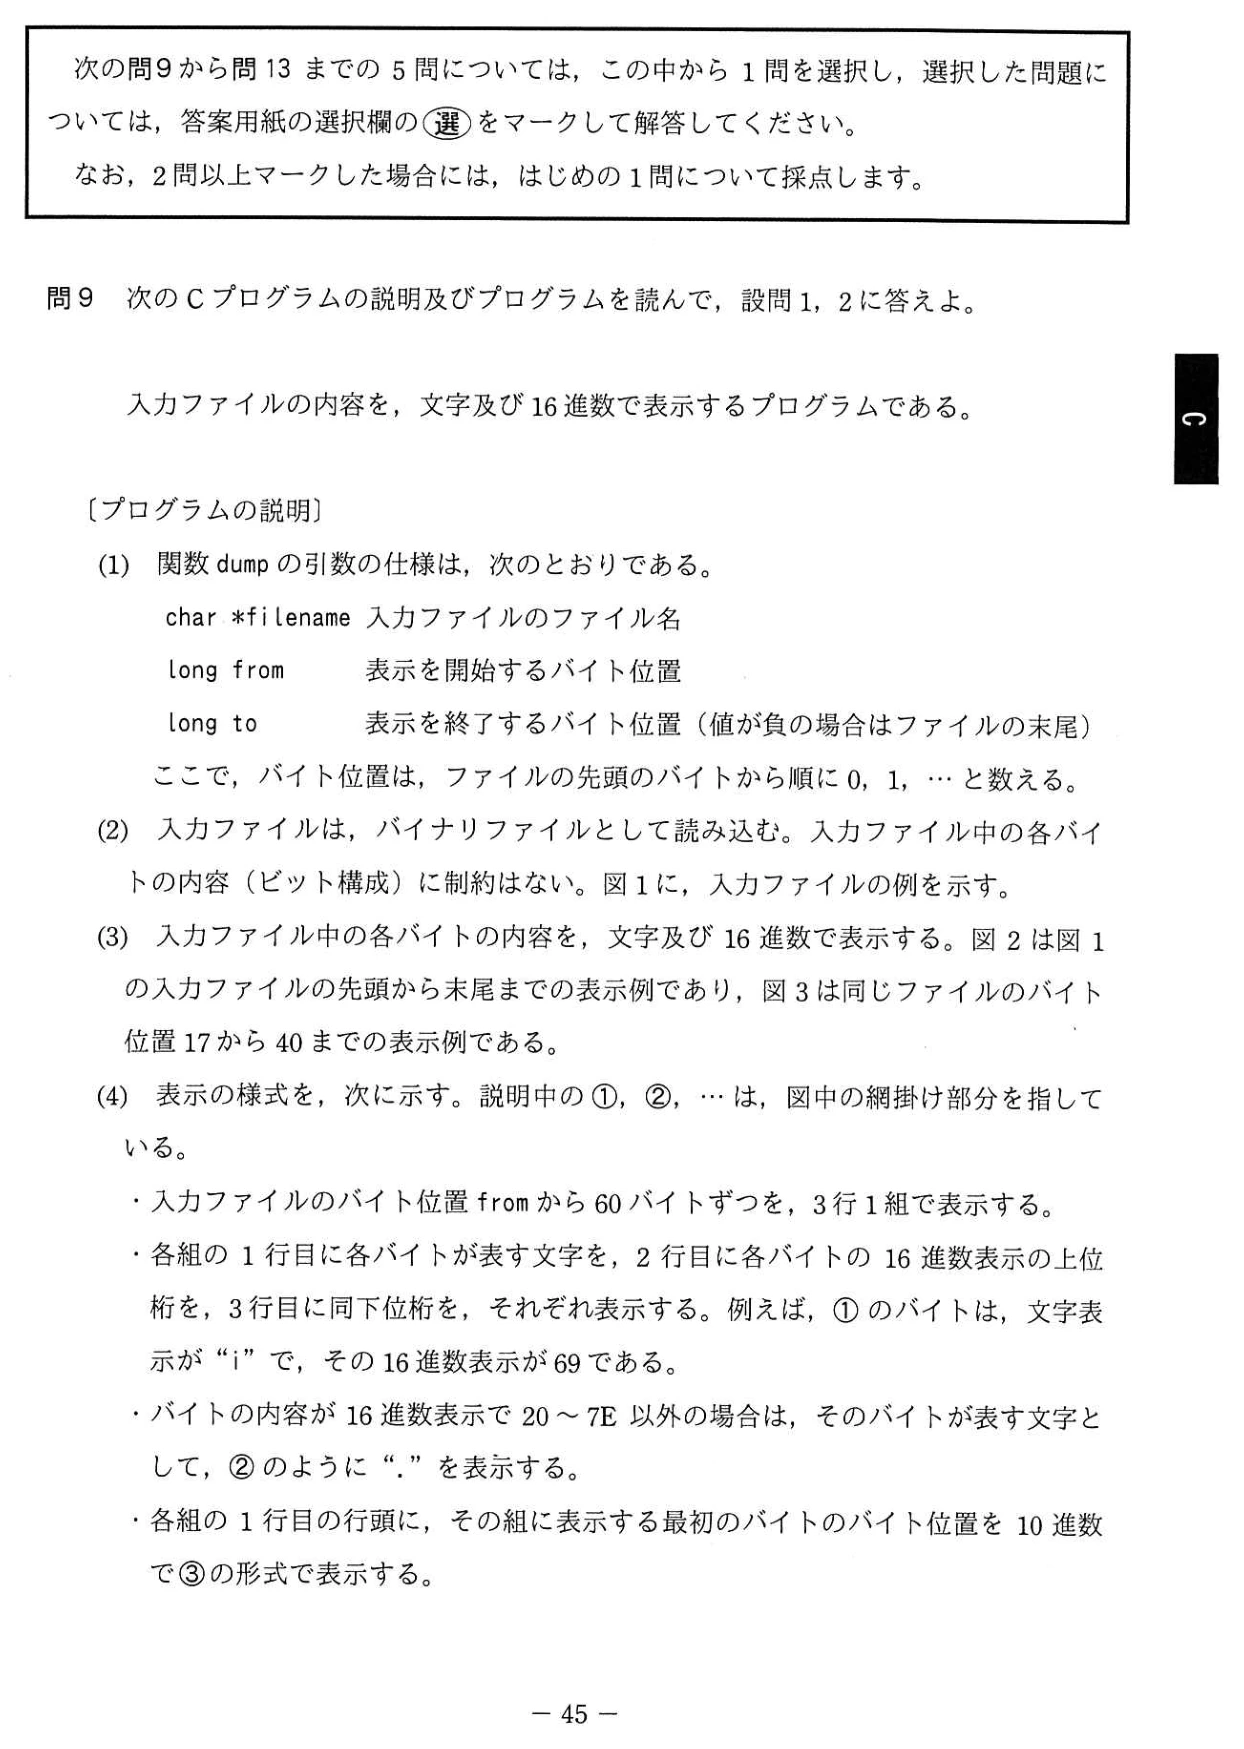 次の問9から問13 までの 5 問については，この中から 1 問を選択し，選択した問題に
ついては，答案用紙の選択欄の㊟をマークして解答してください。
なお，2問以上マークした場合には，はじめの1問について採点します。
問9　次の C プログラムの説明及びプログラムを読んで，設問1，2に答えよ。
入力ファイルの内容を，文字及び16進数で表示するプログラムである。
C
〔プログラムの説明〕
(1)　関数 dump の引数の仕様は，次のとおりである。
char *filename 入力ファイルのファイル名
long from　表示を開始するバイト位置
long to　表示を終了するバイト位置（値が負の場合はファイルの末尾）
ここで，バイト位置は，ファイルの先頭のバイトから順に0，1，… と数える。
(2)　入力ファイルは，バイナリファイルとして読み込む。入力ファイル中の各バイ
トの内容（ビット構成）に制約はない。図1に，入力ファイルの例を示す。
(3)　入力ファイル中の各バイトの内容を，文字及び 16 進数で表示する。図 2 は図 1
の入力ファイルの先頭から末尾までの表示例であり，図3は同じファイルのバイト
位置17から40までの表示例である。
(4)　表示の様式を，次に示す。説明中の①，②，… は，図中の網掛け部分を指して
いる。
・入力ファイルのバイト位置 from から 60 バイトずつを，3行1組で表示する。
・各組の 1 行目に各バイトが表す文字を，2 行目に各バイトの 16 進数表示の上位
桁を，3行目に同下位桁を，それぞれ表示する。例えば，①のバイトは，文字表
示が“i”で，その16進数表示が69である。
・バイトの内容が 16 進数表示で 20 ～ 7E 以外の場合は，そのバイトが表す文字と
して，②のように“.”を表示する。
・各組の 1 行目の行頭に，その組に表示する最初のバイトのバイト位置を 10 進数
で③の形式で表示する。
－ 45 －